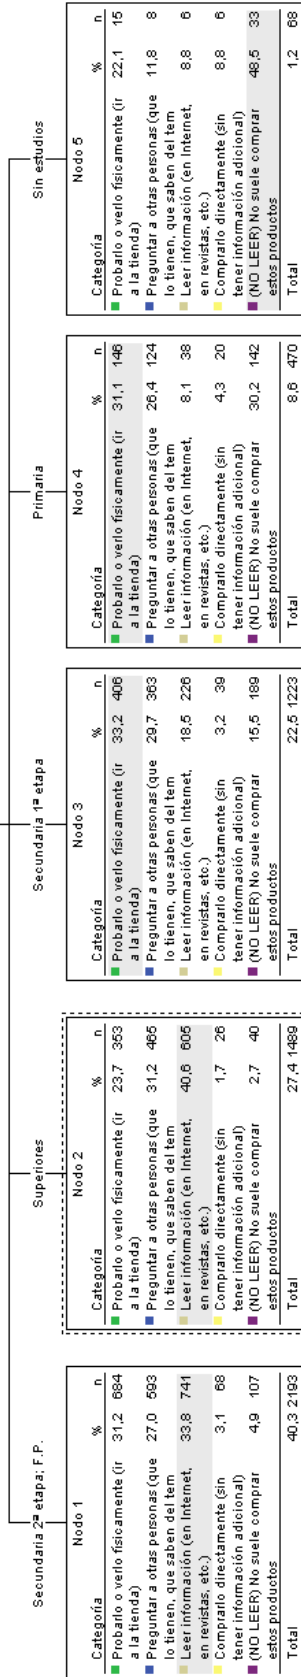 Secundaria 2ª etapa; F.P.
Nodo 1
Categoría % n
Probarlo o verlo físicamente (ir 31,2 684
a la tienda)
Preguntar a otras personas (que 27,0 593
lo tienen, que saben del tem
Leer información (en Internet, 33,8 741
en revistas, etc.)
Comprarlo directamente (sin 3,1 68
tener información adicional)
(NO LEER) No suele comprar 4,9 107
estos productos
Total 40,3 2193
Superiores
Nodo 2
Categoría % n
Probarlo o verlo físicamente (ir 23,7 353
a la tienda)
Preguntar a otras personas (que 31,2 465
lo tienen, que saben del tem
Leer información (en Internet, 40,6 605
en revistas, etc.)
Comprarlo directamente (sin 1,7 26
tener información adicional)
(NO LEER) No suele comprar 2,7 40
estos productos
Total 27,4 1489
Secundaria 1ª etapa
Nodo 3
Categoría % n
Probarlo o verlo físicamente (ir 33,2 406
a la tienda)
Preguntar a otras personas (que 29,7 363
lo tienen, que saben del tem
Leer información (en Internet, 18,5 226
en revistas, etc.)
Comprarlo directamente (sin 3,2 39
tener información adicional)
(NO LEER) No suele comprar 15,5 189
estos productos
Total 22,5 1223
Primaria
Nodo 4
Categoría % n
Probarlo o verlo físicamente (ir 31,1 146
a la tienda)
Preguntar a otras personas (que 26,4 124
lo tienen, que saben del tem
Leer información (en Internet, 8,1 38
en revistas, etc.)
Comprarlo directamente (sin 4,3 20
tener información adicional)
(NO LEER) No suele comprar 30,2 142
estos productos
Total 8,6 470
Sin estudios
Nodo 5
Categoría % n
Probarlo o verlo físicamente (ir 22,1 15
a la tienda)
Preguntar a otras personas (que 11,8 8
lo tienen, que saben del tem
Leer información (en Internet, 8,8 6
en revistas, etc.)
Comprarlo directamente (sin 8,8 6
tener información adicional)
(NO LEER) No suele comprar 48,5 33
estos productos
Total 1,2 68